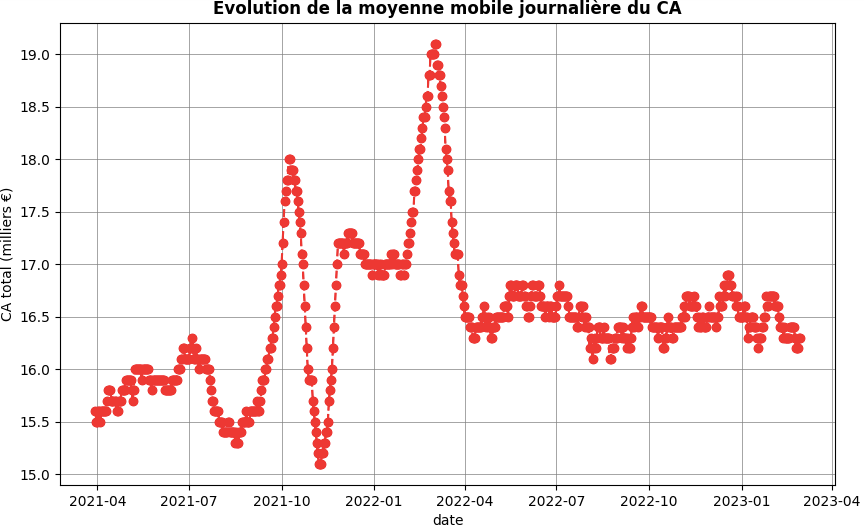 Evolution de la moyenne mobile journalière du CA
CA total (milliers €)
19.0
18.5
18.0
17.5
17.0
16.5
16.0
15.5
15.0
2021-04 2021-07 2021-10 2022-01 2022-04 2022-07 2022-10 2023-01 2023-04
date